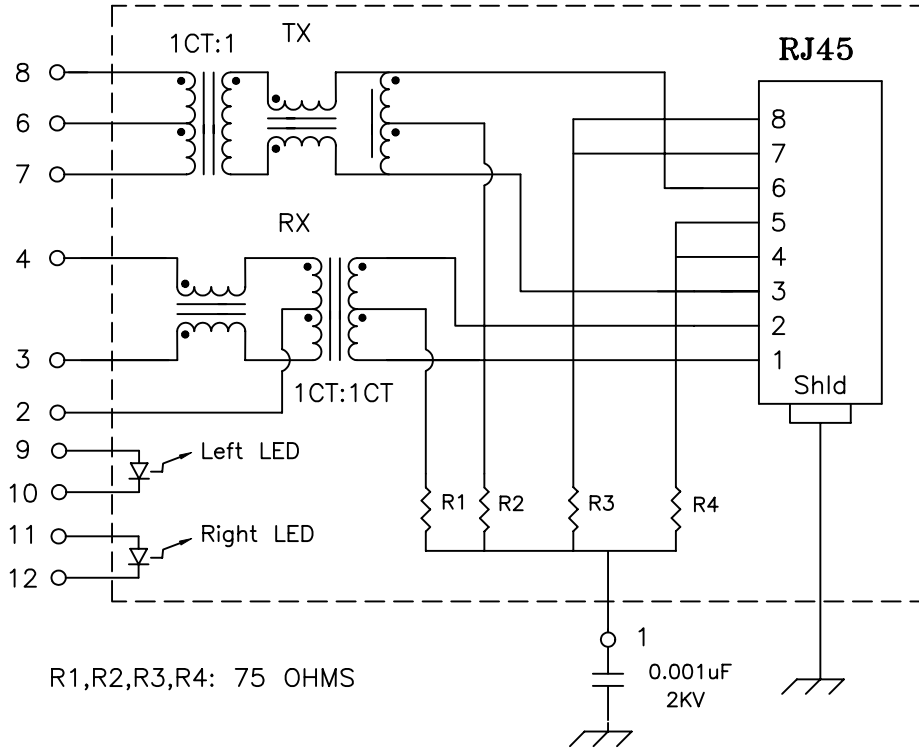 TX
1CT:1
RJ45
8
6
7
8
7
6
5
4
3
2
1
Shld
RX
4
3
2
1CT:1CT
9
10
Left LED
11
12
Right LED
R1
R2
R3
R4
1
0.001uF
2KV
R1,R2,R3,R4: 75 OHMS